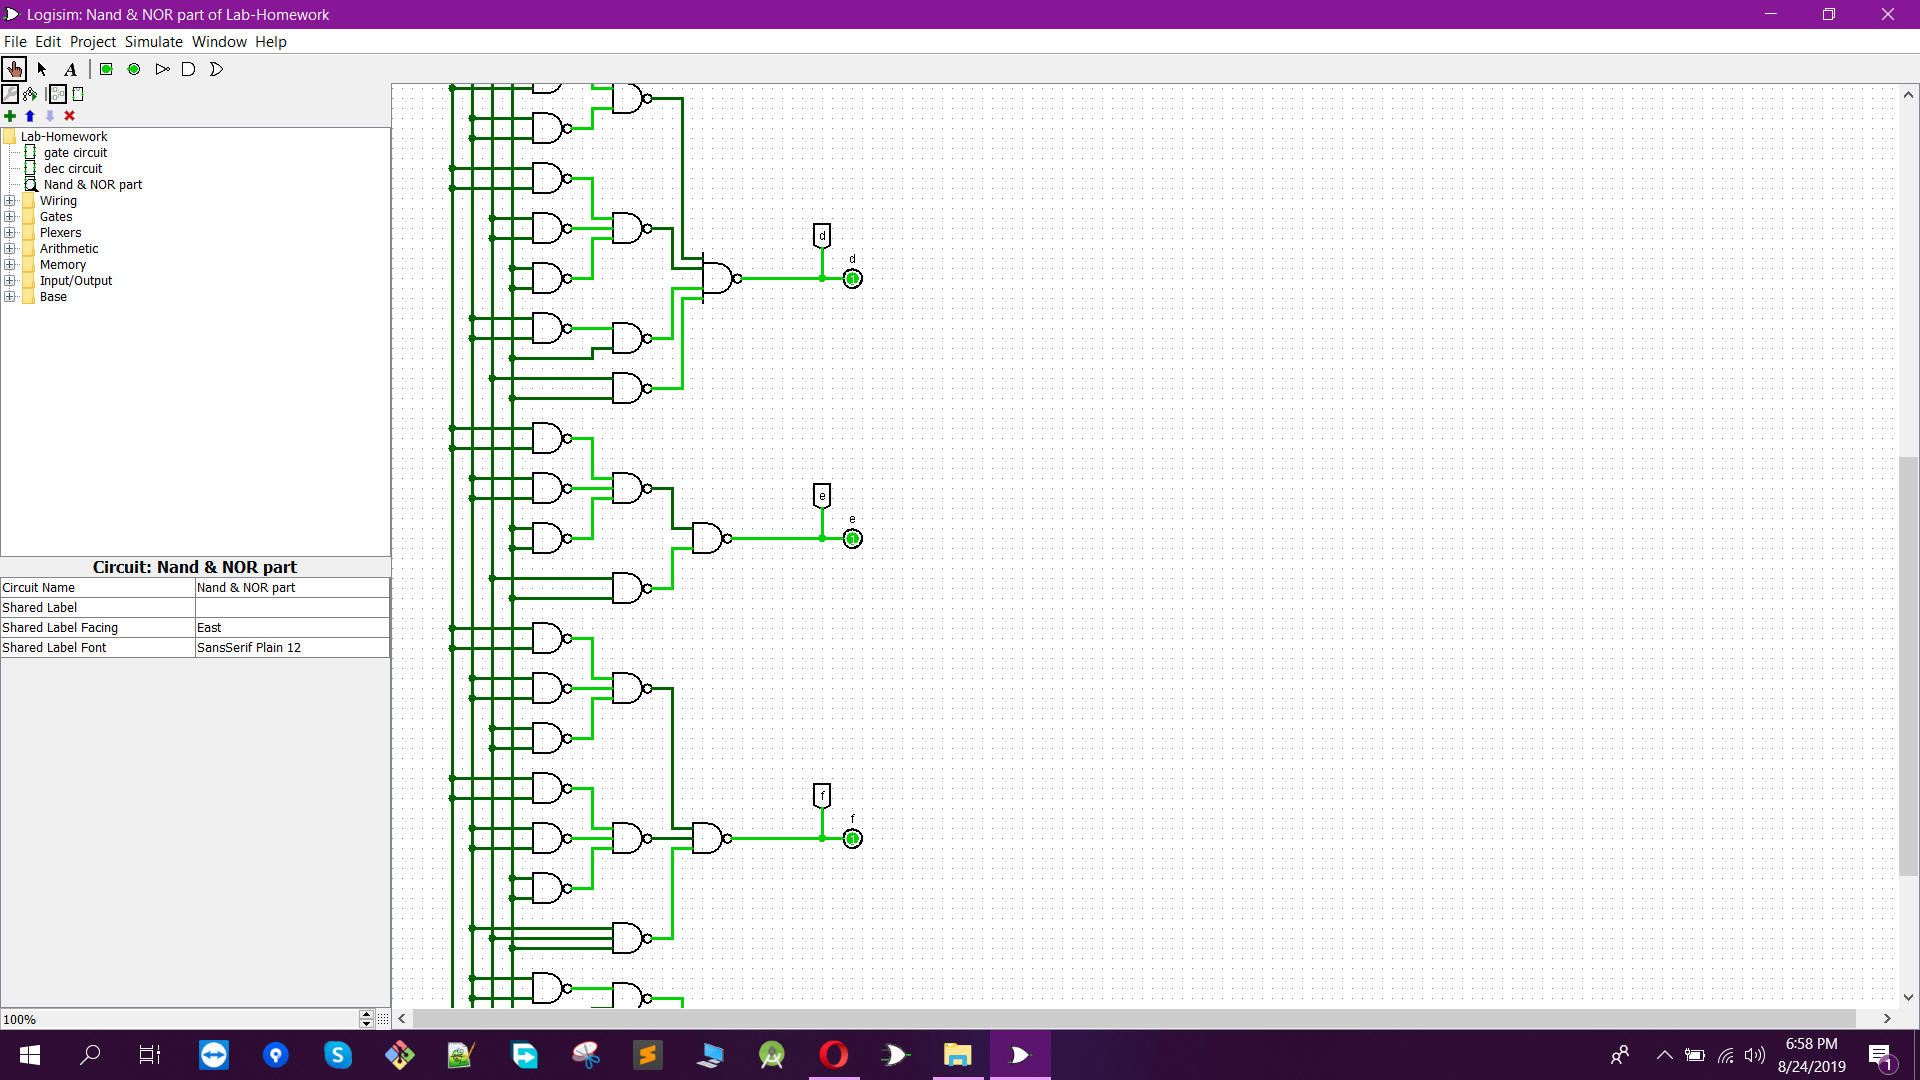 Logisim: Nand & NOR part of Lab-Homework
File Edit Project Simulate Window Help
A
Lab-Homework
gate circuit
dec circuit
Nand & NOR part
Wiring
Gates
Plexers
Arithmetic
Memory
Input/Output
Base
Circuit: Nand & NOR part
Circuit Name Nand & NOR part
Shared Label
Shared Label Facing East
Shared Label Font SansSerif Plain 12
100%
d
d
1
e
e
1
f
f
1
6:58 PM
8/24/2019
1